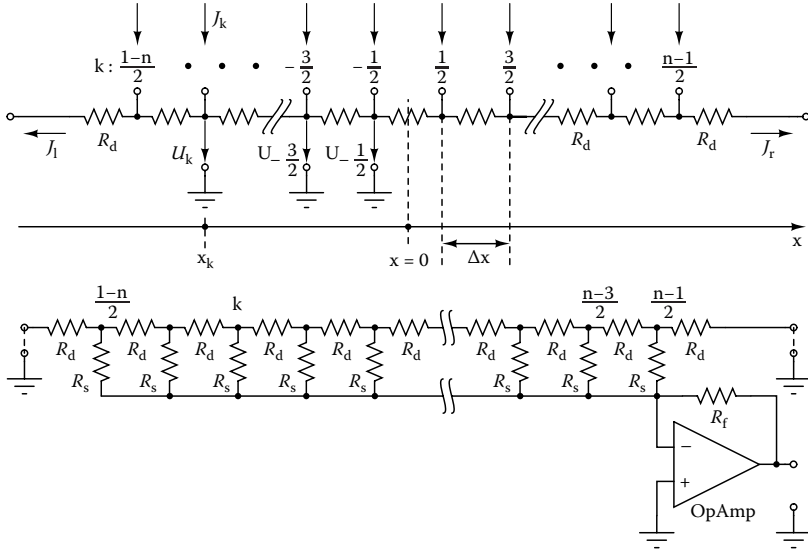 J_k
k : (1–n)/2 • • • –3/2 –1/2 1/2 3/2 • • • (n–1)/2
R_d R_d R_d
J_l J_r
U_k U_–3/2 U_–1/2
x_k x = 0 Δx x
(1–n)/2 k (n–3)/2 (n–1)/2
R_d R_d R_d R_d R_d R_d R_d R_d R_d R_d
R_s R_s R_s R_s R_s R_s R_s R_s
R_f
–
+
OpAmp